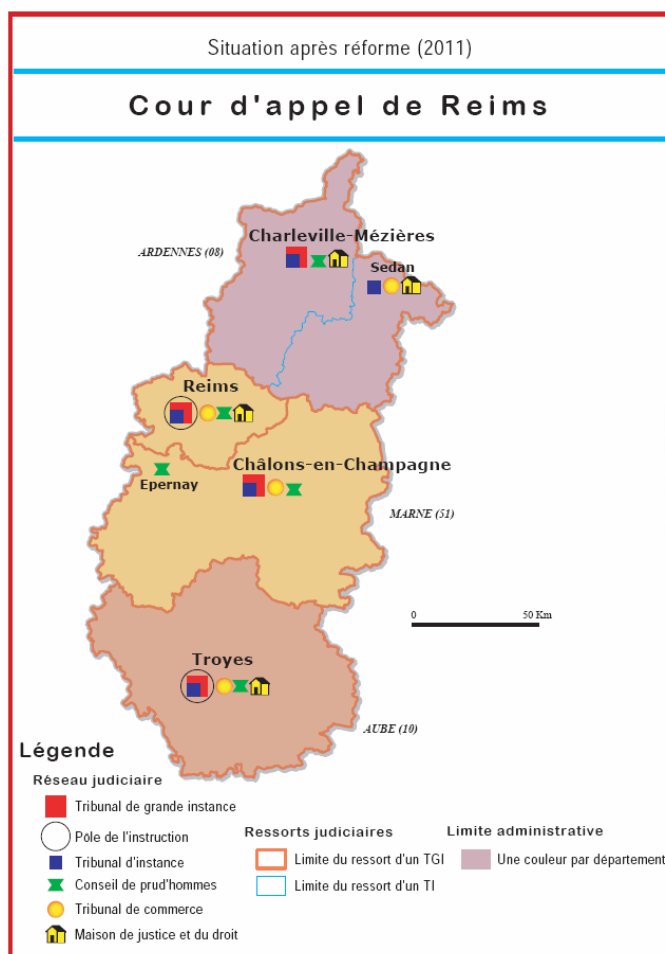 Situation après réforme (2011)
Cour d'appel de Reims
Charleville-Mézières
ARDENNES (08)
Sedan
Reims
Châlons-en-Champagne
Epernay
MARNE (51)
0 50 Km
Troyes
AUBE (10)
Légende
Réseau judiciaire
Tribunal de grande instance
Pôle de l'instruction
Tribunal d'instance
Conseil de prud'hommes
Tribunal de commerce
Maison de justice et du droit
Ressorts judiciaires
Limite du ressort d'un TGI
Limite du ressort d'un TI
Limite administrative
Une couleur par département